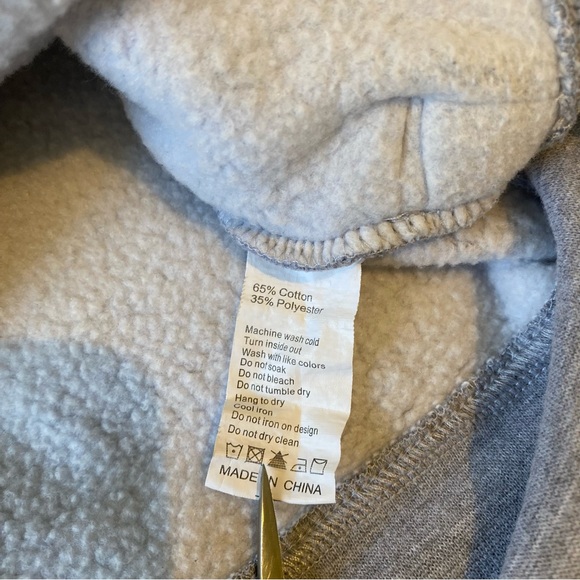 65% Cotton
35% Polyester
Machine wash cold
Turn inside out
Wash with like colors
Do not soak
Do not bleach
Do not tumble dry
Hang to dry
Cool iron
Do not iron on design
Do not dry clean
MADE IN CHINA